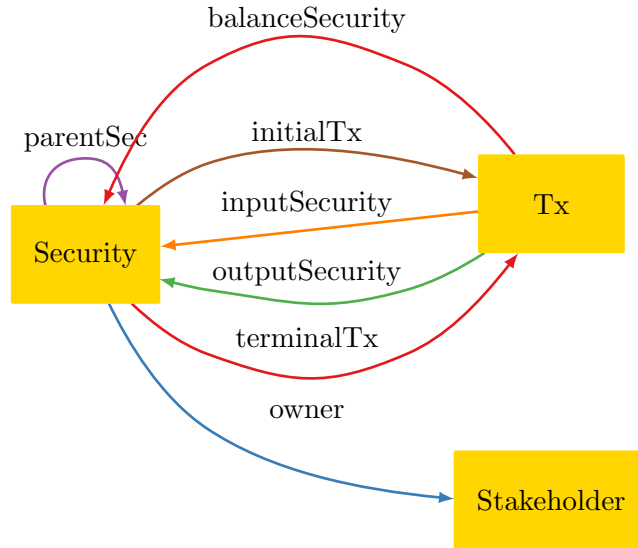 balanceSecurity
parentSec
initialTx
inputSecurity
Tx
Security
outputSecurity
terminalTx
owner
Stakeholder